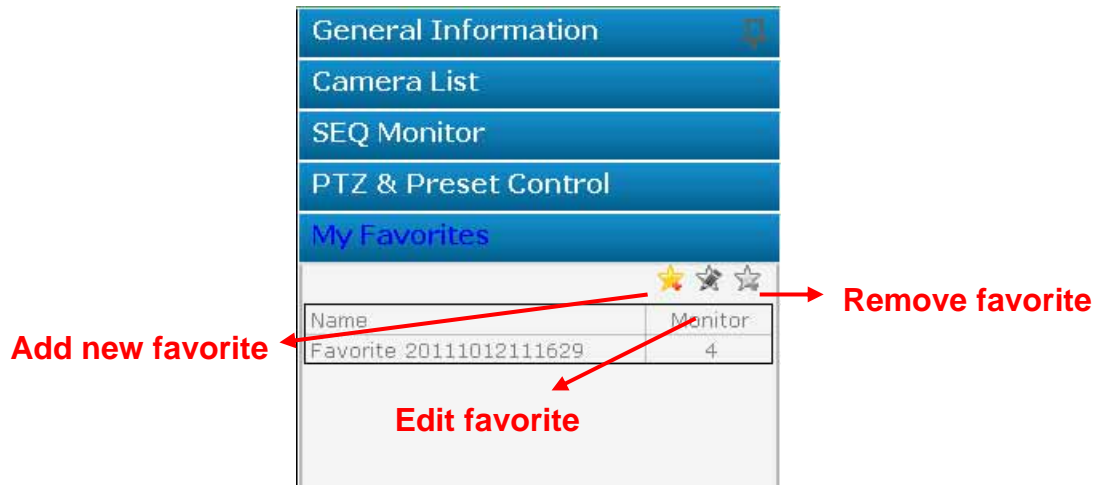 General Information
Camera List
SEQ Monitor
PTZ & Preset Control
My Favorites
Remove favorite
Name Monitor
Add new favorite
Favorite 20111012111629 4
Edit favorite